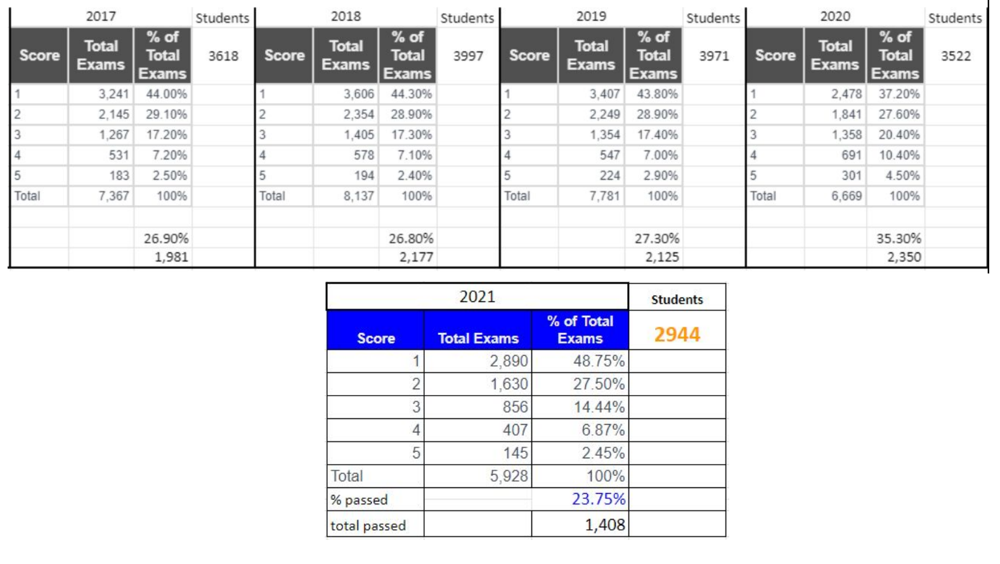 2017 Students 2018 Students 2019 Students 2020 Students
Score Total Exams % of Total Exams 3618 Score Total Exams % of Total Exams 3997 Score Total Exams % of Total Exams 3971 Score Total Exams % of Total Exams 3522
1 3,241 44.00% 1 3,606 44.30% 1 3,407 43.80% 1 2,478 37.20%
2 2,145 29.10% 2 2,354 28.90% 2 2,249 28.90% 2 1,841 27.60%
3 1,267 17.20% 3 1,405 17.30% 3 1,354 17.40% 3 1,358 20.40%
4 531 7.20% 4 578 7.10% 4 547 7.00% 4 691 10.40%
5 183 2.50% 5 194 2.40% 5 224 2.90% 5 301 4.50%
Total 7,367 100% Total 8,137 100% Total 7,781 100% Total 6,669 100%
26.90% 26.80% 27.30% 35.30%
1,981 2,177 2,125 2,350
2021 Students
Score Total Exams % of Total Exams 2944
1 2,890 48.75%
2 1,630 27.50%
3 856 14.44%
4 407 6.87%
5 145 2.45%
Total 5,928 100%
% passed 23.75%
total passed 1,408